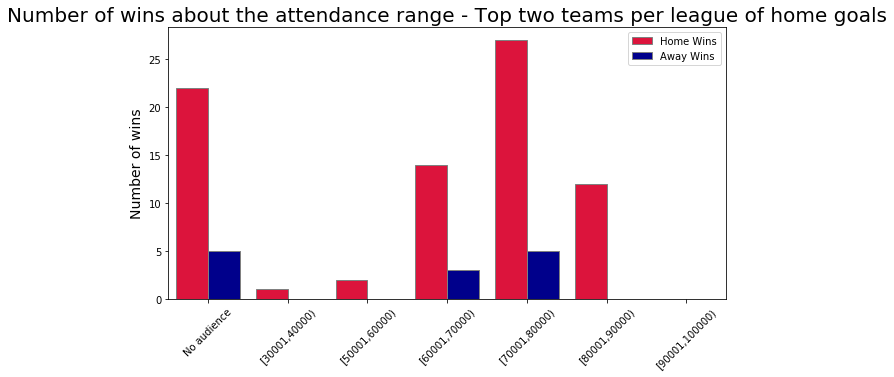 Number of wins about the attendance range - Top two teams per league of home goals
Home Wins
Away Wins
Number of wins
25
20
15
10
5
0
No audience
[30001,40000)
[50001,60000)
[60001,70000)
[70001,80000)
[80001,90000)
[90001,100000)